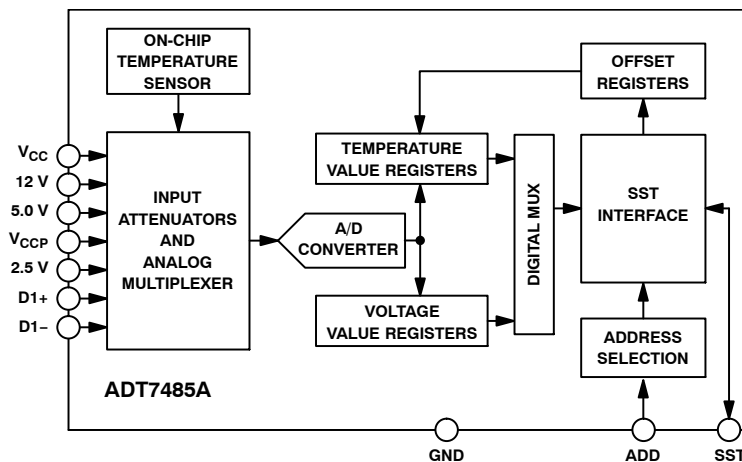 ON-CHIP
TEMPERATURE
SENSOR
OFFSET
REGISTERS
VCC
12 V
5.0 V
VCCP
2.5 V
D1+
D1−
INPUT
ATTENUATORS
AND
ANALOG
MULTIPLEXER
A/D
CONVERTER
TEMPERATURE
VALUE REGISTERS
VOLTAGE
VALUE REGISTERS
DIGITAL MUX
SST
INTERFACE
ADDRESS
SELECTION
ADT7485A
GND
ADD
SST